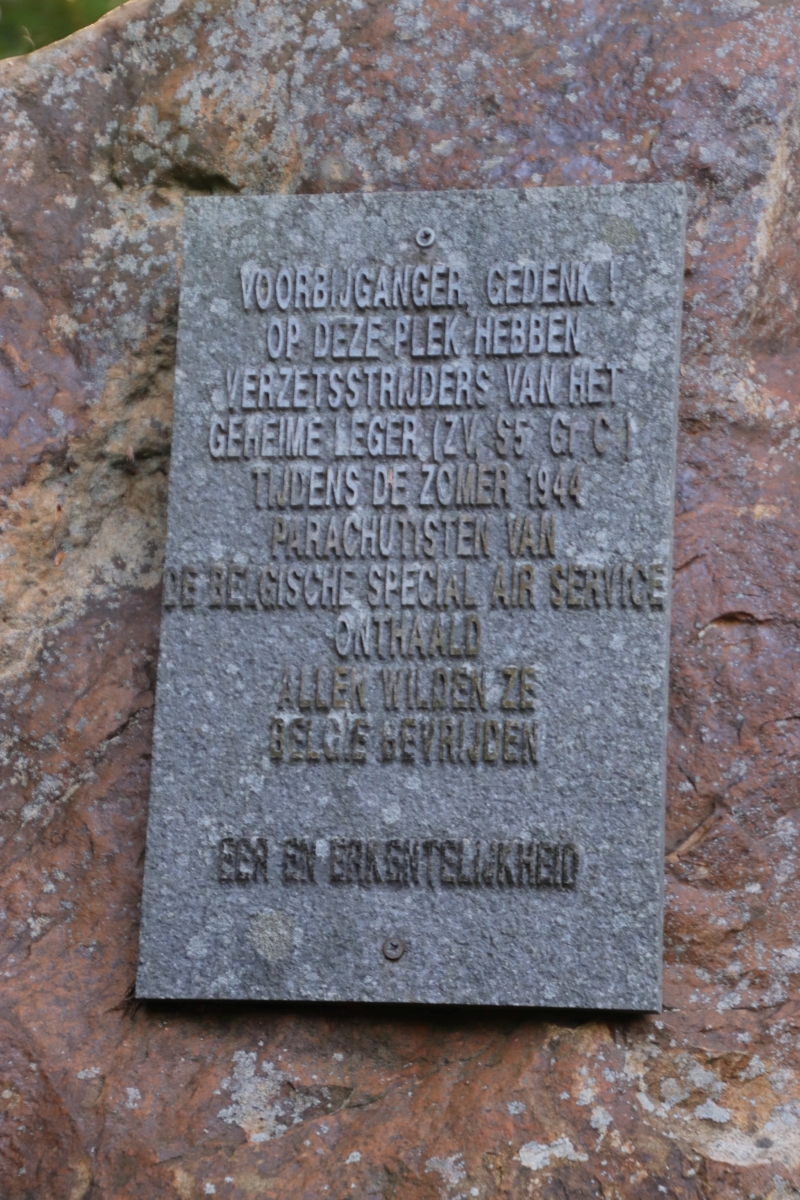 VOORBIJGANGER, GEDENK !
OP DEZE PLEK HEBBEN
VERZETSSTRIJDERS VAN HET
GEHEIME LEGER (ZV, S5 Gr C )
TIJDENS DE ZOMER 1944
PARACHUTISTEN VAN
DE BELGISCHE SPECIAL AIR SERVICE
ONTHAALD
ALLEN WILDEN ZE
BELGIE BEVRIJDEN
EER EN ERKENTELIJKHEID